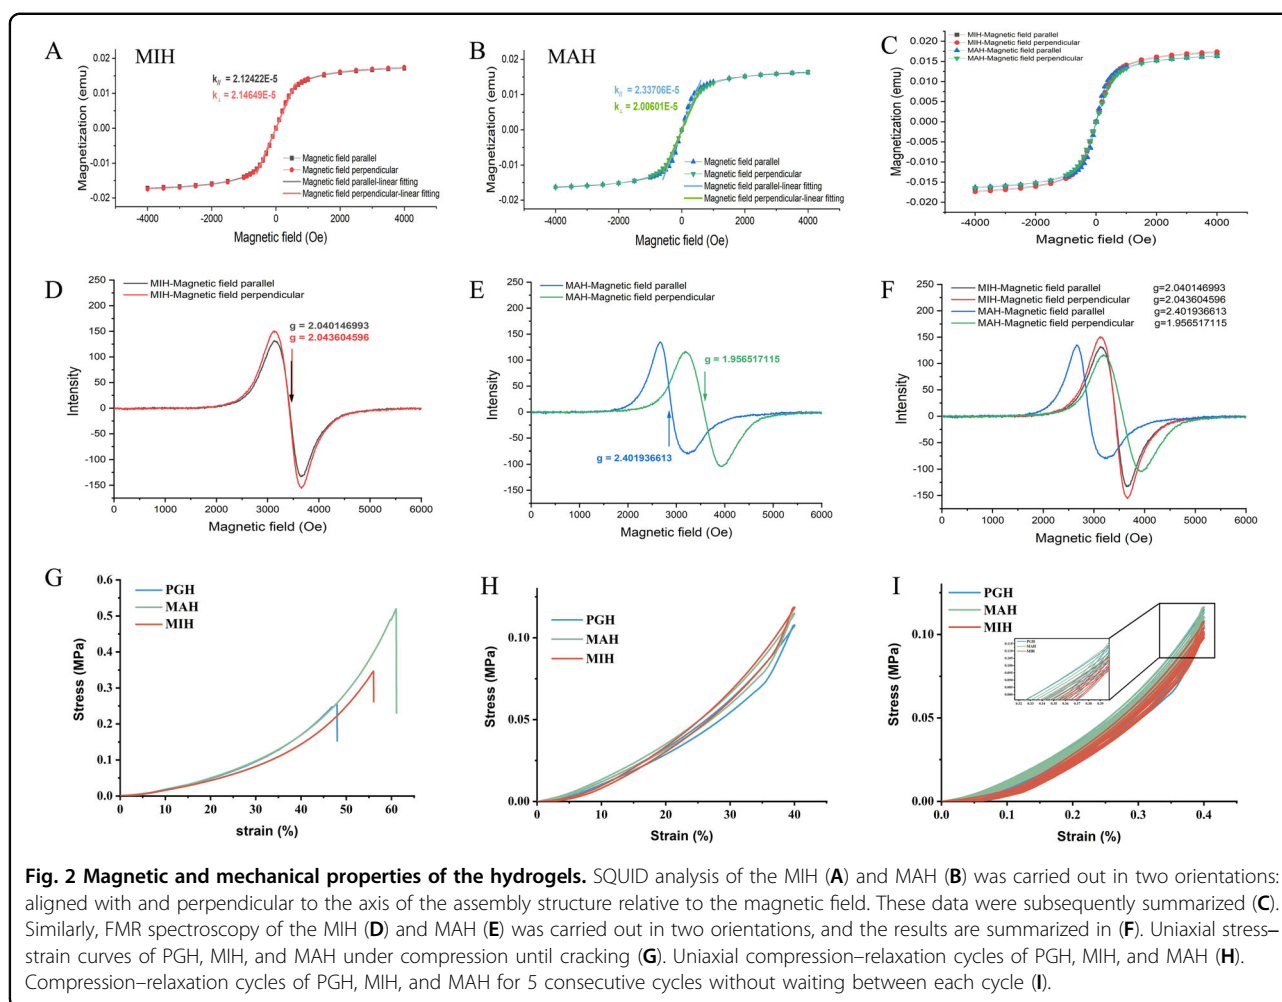 A
MIH
Magnetization (emu)
0.02
0.01
0.00
-0.01
-0.02
k// = 2.12422E-5
k⊥ = 2.14649E-5
Magnetic field parallel
Magnetic field perpendicular
Magnetic field parallel-linear fitting
Magnetic field perpendicular-linear fitting
-4000 -2000 0 2000 4000
Magnetic field (Oe)
B
MAH
Magnetization (emu)
0.02
0.01
0.00
-0.01
-0.02
k// = 2.33706E-5
k⊥ = 2.00601E-5
Magnetic field parallel
Magnetic field perpendicular
Magnetic field parallel-linear fitting
Magnetic field perpendicular-linear fitting
-4000 -2000 0 2000 4000
Magnetic field (Oe)
C
Magnetization (emu)
0.020
0.015
0.010
0.005
0.000
-0.005
-0.010
-0.015
-0.020
MIH-Magnetic field parallel
MIH-Magnetic field perpendicular
MAH-Magnetic field parallel
MAH-Magnetic field perpendicular
-4000 -2000 0 2000 4000
Magnetic field (Oe)
D
Intensity
250
200
150
100
50
0
-50
-100
-150
MIH-Magnetic field parallel
MIH-Magnetic field perpendicular
g = 2.040146993
g = 2.043604596
0 1000 2000 3000 4000 5000 6000
Magnetic field (Oe)
E
Intensity
250
200
150
100
50
0
-50
-100
-150
MAH-Magnetic field parallel
MAH-Magnetic field perpendicular
g = 1.956517115
g = 2.401936613
0 1000 2000 3000 4000 5000 6000
Magnetic field (Oe)
F
Intensity
250
200
150
100
50
0
-50
-100
-150
MIH-Magnetic field parallel g=2.040146993
MIH-Magnetic field perpendicular g=2.043604596
MAH-Magnetic field parallel g=2.401936613
MAH-Magnetic field perpendicular g=1.956517115
0 1000 2000 3000 4000 5000 6000
Magnetic field (Oe)
G
Stress (MPa)
0.6
0.5
0.4
0.3
0.2
0.1
0.0
PGH
MAH
MIH
0 10 20 30 40 50 60
strain (%)
H
Stress (MPa)
0.10
0.05
0.00
PGH
MAH
MIH
0 10 20 30 40
Strain (%)
I
Stress (MPa)
0.10
0.05
0.00
PGH
MAH
MIH
PGH
MAH
MIH
0.0 0.1 0.2 0.3 0.4
Strain (%)
Fig. 2 Magnetic and mechanical properties of the hydrogels. SQUID analysis of the MIH (A) and MAH (B) was carried out in two orientations:
aligned with and perpendicular to the axis of the assembly structure relative to the magnetic field. These data were subsequently summarized (C).
Similarly, FMR spectroscopy of the MIH (D) and MAH (E) was carried out in two orientations, and the results are summarized in (F). Uniaxial stress–
strain curves of PGH, MIH, and MAH under compression until cracking (G). Uniaxial compression–relaxation cycles of PGH, MIH, and MAH (H).
Compression–relaxation cycles of PGH, MIH, and MAH for 5 consecutive cycles without waiting between each cycle (I).